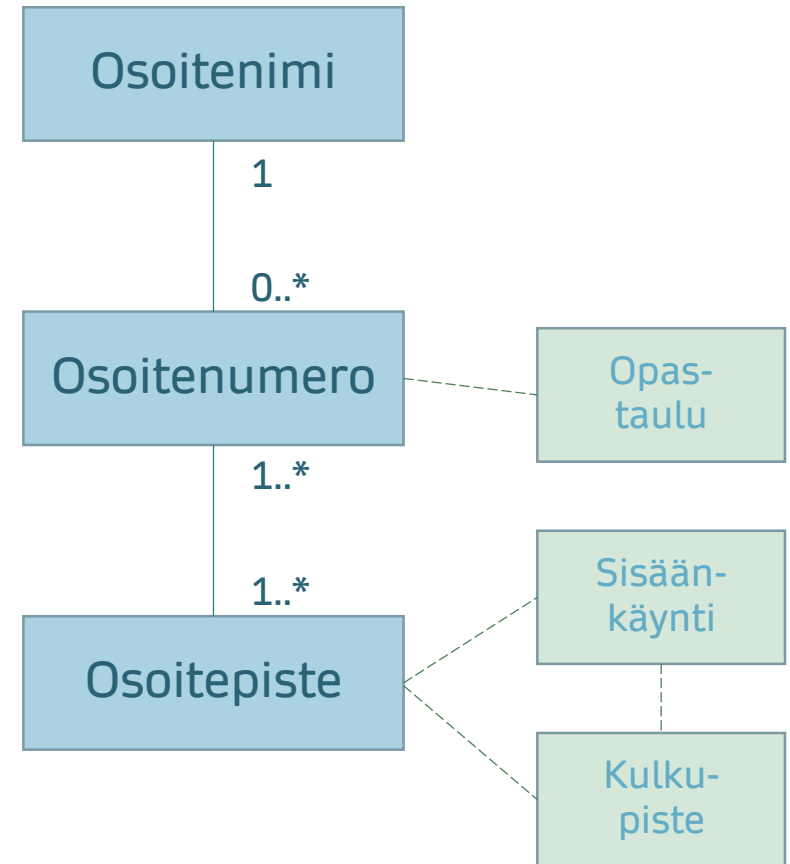 Osoitenimi
1
0..*
Osoitenumero
Opas-
taulu
1..*
1..*
Sisään-
käynti
Osoitepiste
Kulku-
piste